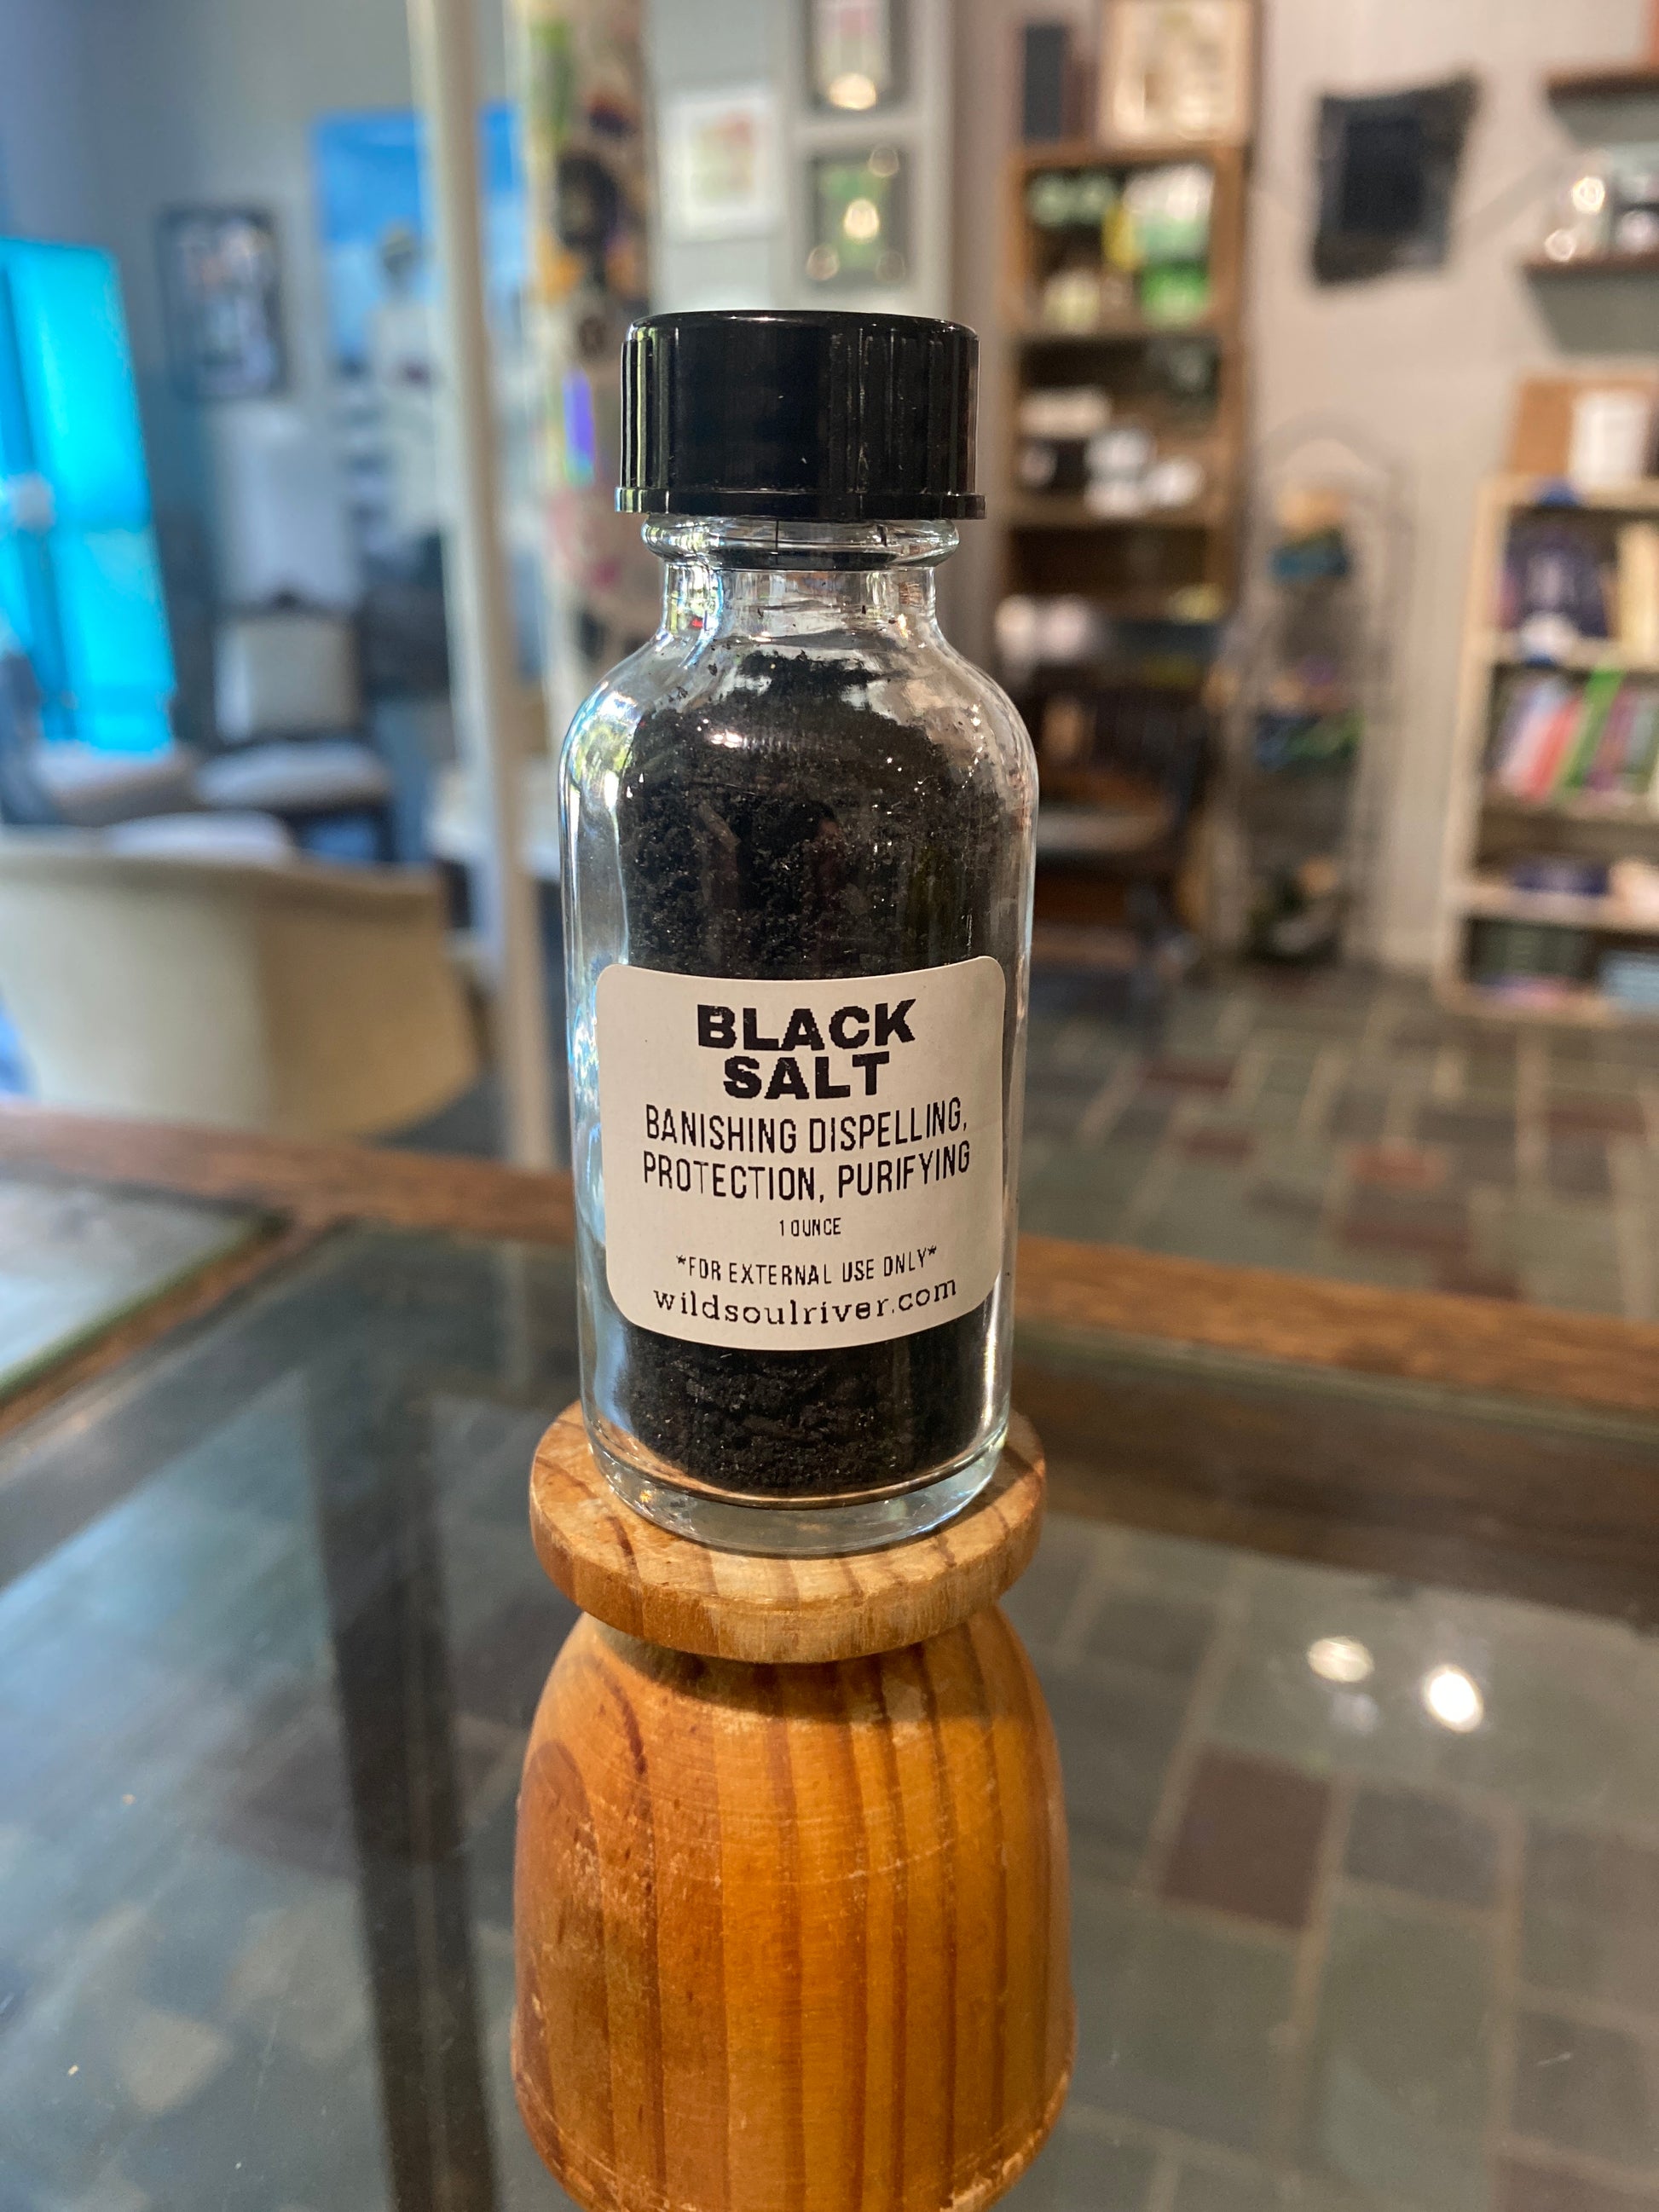 BLACK
SALT
BANISHING DISPELLING,
PROTECTION, PURIFYING
1 OUNCE
*FOR EXTERNAL USE ONLY*
wildsoulriver.com